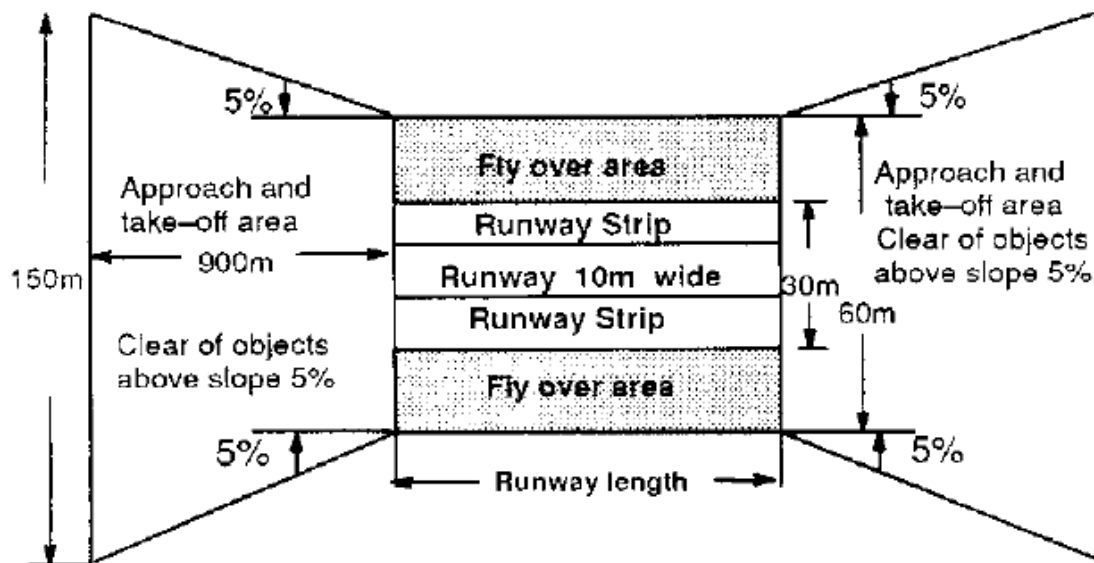 5%
5%
Fly over area
Approach and
take–off area
Approach and
take–off area
Clear of objects
above slope 5%
Runway Strip
900m
150m
Runway 10m wide
30m
Runway Strip
60m
Clear of objects
above slope 5%
Fly over area
5%
5%
Runway length